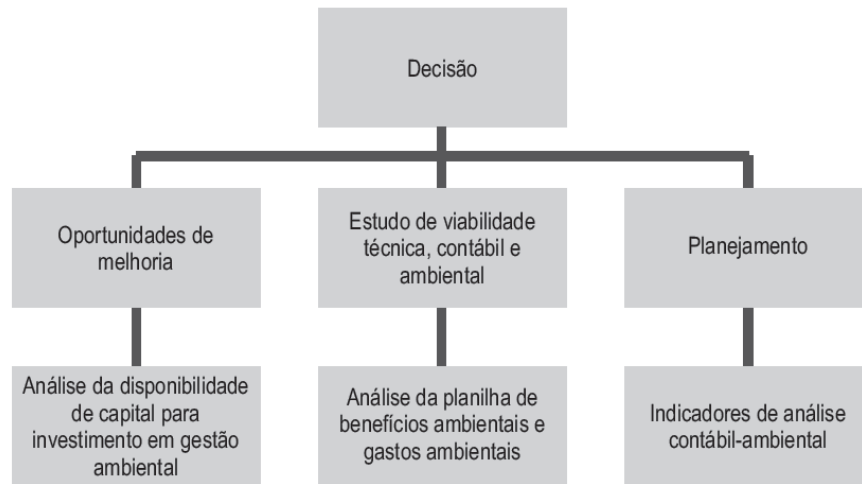 Decisão
Oportunidades de
melhoria
Estudo de viabilidade
técnica, contábil e
ambiental
Planejamento
Análise da disponibilidade
de capital para
investimento em gestão
ambiental
Análise da planilha de
benefícios ambientais e
gastos ambientais
Indicadores de análise
contábil-ambiental